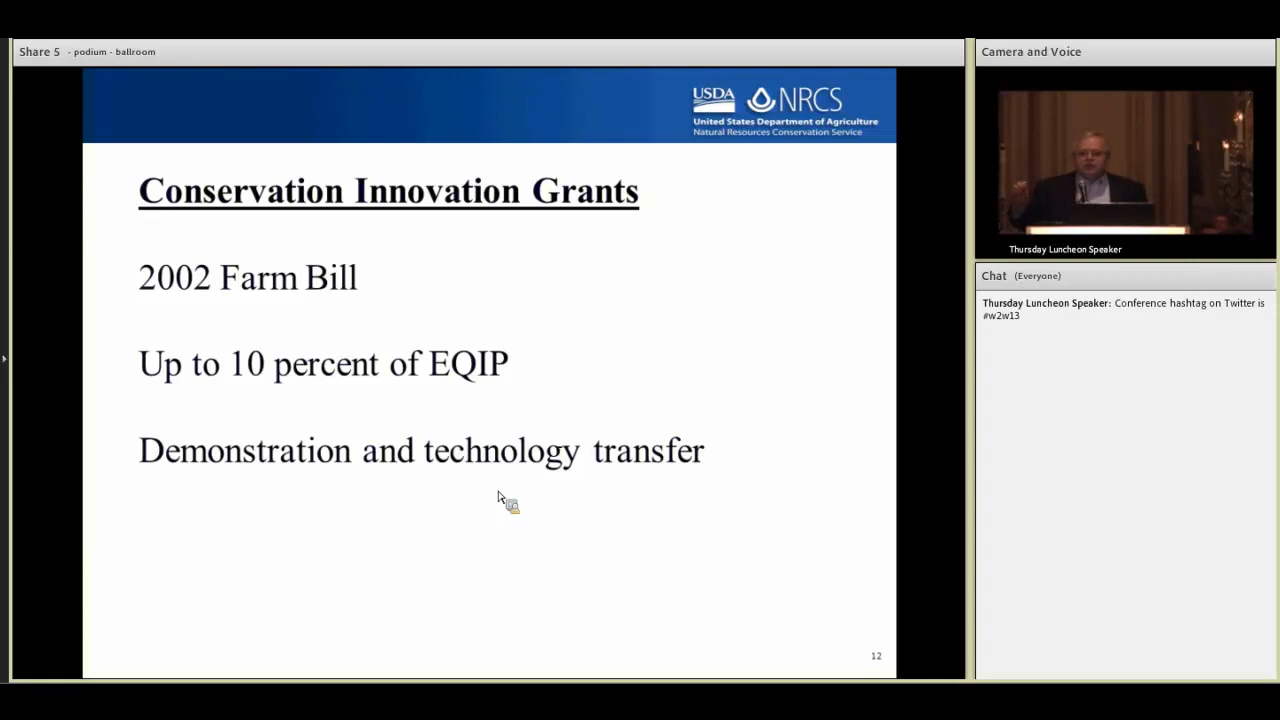 Share 5 - podium - ballroom
USDA NRCS
United States Department of Agriculture
Natural Resources Conservation Service
Conservation Innovation Grants
2002 Farm Bill
Up to 10 percent of EQIP
Demonstration and technology transfer
12
Camera and Voice
Thursday Luncheon Speaker
Chat (Everyone)
Thursday Luncheon Speaker: Conference hashtag on Twitter is
#w2w13